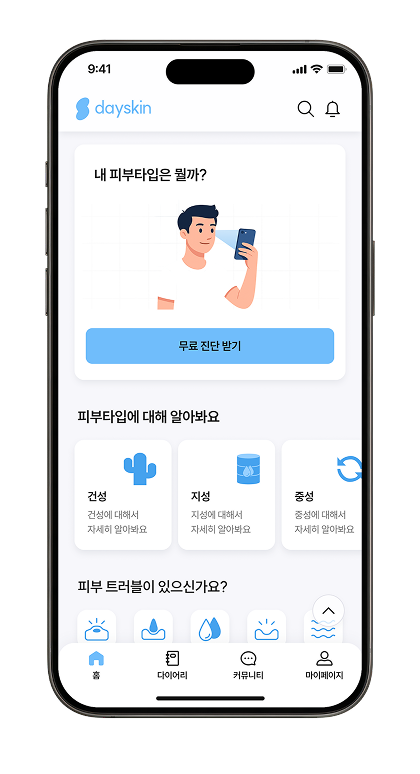 9:41
dayskin
내 피부타입은 뭘까?
무료 진단 받기
피부타입에 대해 알아봐요
건성
건성에 대해서
자세히 알아봐요
지성
지성에 대해서
자세히 알아봐요
중성
중성에 대해서
자세히 알아봐요
피부 트러블이 있으신가요?
홈
다이어리
커뮤니티
마이페이지